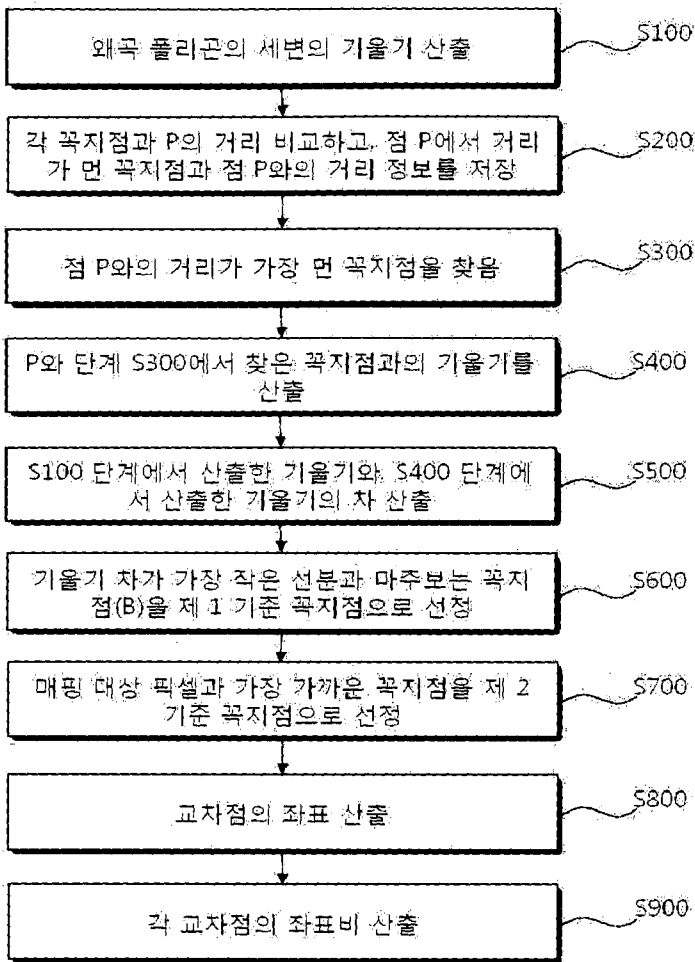 왜곡 폴리곤의 세변의 기울기 산출
S100
각 꼭지점과 P의 거리 비교하고, 점 P에서 거리
가 먼 꼭지점과 점 P와의 거리 정보를 저장
S200
점 P와의 거리가 가장 먼 꼭지점을 찾음
S300
P와 단계 S300에서 찾은 꼭지점과의 기울기를
산출
S400
S100 단계에서 산출한 기울기와, S400 단계에
서 산출한 기울기의 차 산출
S500
기울기 차가 가장 작은 선분과 마주보는 꼭지
점(B)을 제 1 기준 꼭지점으로 선정
S600
매핑 대상 픽셀과 가장 가까운 꼭지점을 제 2
기준 꼭지점으로 선정
S700
교차점의 좌표 산출
S800
각 교차점의 좌표비 산출
S900